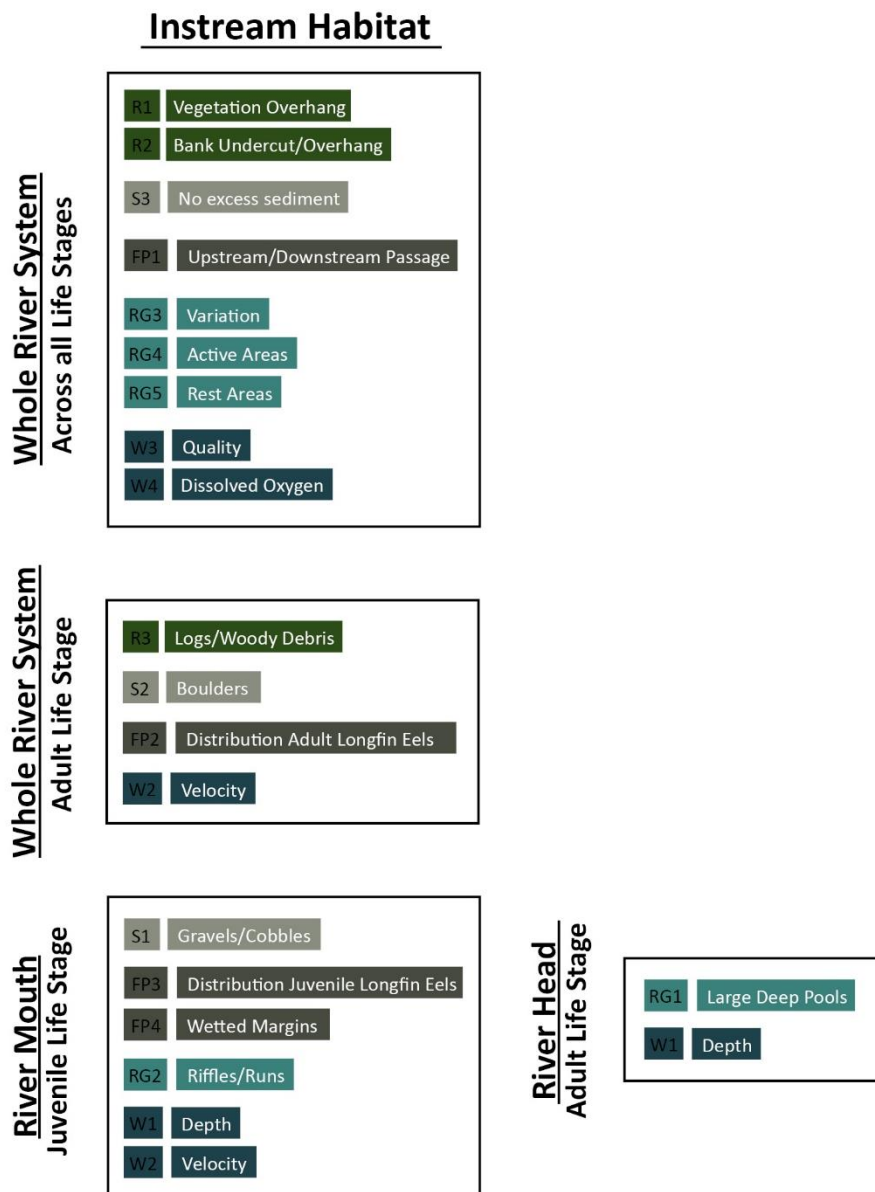 Instream Habitat
Whole River System
Across all Life Stages
R1 Vegetation Overhang
R2 Bank Undercut/Overhang
S3 No excess sediment
FP1 Upstream/Downstream Passage
RG3 Variation
RG4 Active Areas
RG5 Rest Areas
W3 Quality
W4 Dissolved Oxygen
Whole River System
Adult Life Stage
R3 Logs/Woody Debris
S2 Boulders
FP2 Distribution Adult Longfin Eels
W2 Velocity
River Mouth
Juvenile Life Stage
S1 Gravels/Cobbles
FP3 Distribution Juvenile Longfin Eels
FP4 Wetted Margins
RG2 Riffles/Runs
W1 Depth
W2 Velocity
River Head
Adult Life Stage
RG1 Large Deep Pools
W1 Depth